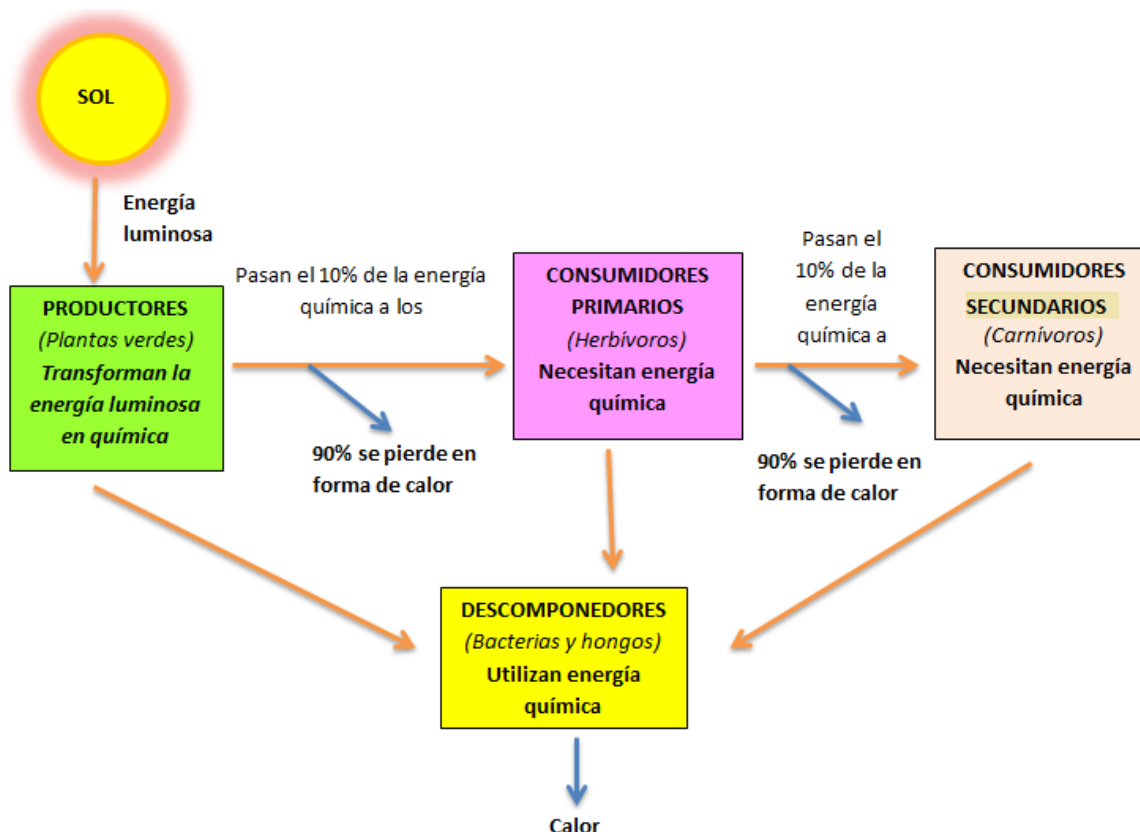 SOL
Energía
luminosa
PRODUCTORES
(Plantas verdes)
Transforman la
energía luminosa
en química
Pasan el 10% de la energía
química a los
90% se pierde en
forma de calor
CONSUMIDORES
PRIMARIOS
(Herbívoros)
Necesitan energía
química
Pasan el
10% de la
energía
química a
90% se pierde en
forma de calor
CONSUMIDORES
SECUNDARIOS
(Carnívoros)
Necesitan energía
química
DESCOMPONEDORES
(Bacterias y hongos)
Utilizan energía
química
Calor